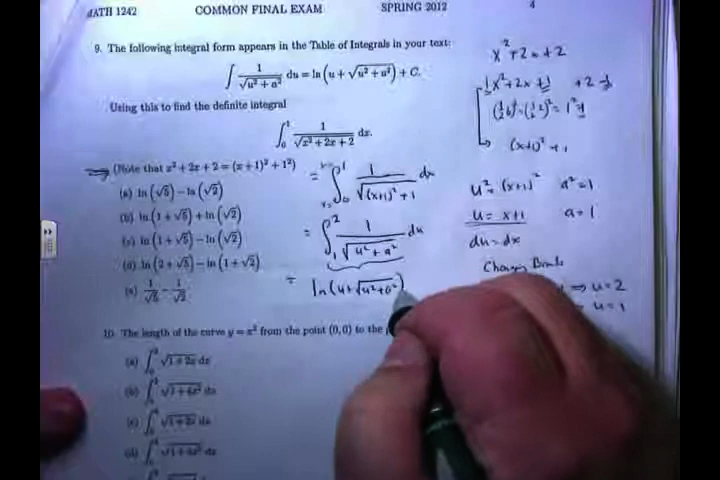 MATH 1242 COMMON FINAL EXAM SPRING 2012 4
9. The following integral form appears in the Table of Integrals in your text:
∫ 1/√(u² + a²) du = ln(u + √(u² + a²)) + C.
Using this to find the definite integral
∫₀¹ 1/√(x² + 2x + 2) dx.
(Note that x² + 2x + 2 = (x + 1)² + 1²)
(a) ln(√5) − ln(√2)
(b) ln(1 + √5) + ln(√2)
(c) ln(1 + √5) − ln(√2)
(d) ln(2 + √5) − ln(1 + √2)
(e) 1/√5 − 1/√2
= ∫₀¹ 1/√((x+1)² + 1) dx
= ∫₁² 1/√(u² + a²) du
= ln(u + √(u² + a²))
x² + 2x + 2
(x+1)² + 1
u² = (x+1)² a² = 1
u = x+1 a = 1
du = dx
Changing Bounds
⇒ u = 2
u = 1
10. The length of the curve y = x² from the point (0, 0) to the
(a) √(1 + 2x) dx
(b) √(1 + 4x²) dx
(c) √(1 + 2x) dx
(d) √(1 + 4x²) dx